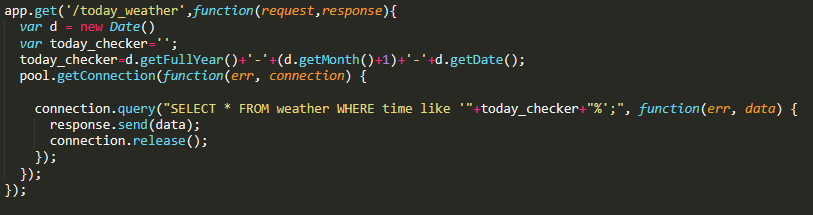 app.get('/today_weather',function(request,response){
  var d = new Date()
  var today_checker='';
  today_checker=d.getFullYear()+'-'+(d.getMonth()+1)+'-'+d.getDate();
  pool.getConnection(function(err, connection) {
    connection.query("SELECT * FROM weather WHERE time like '"+today_checker+"%';", function(err, data) {
      response.send(data);
      connection.release();
    });
  });
});